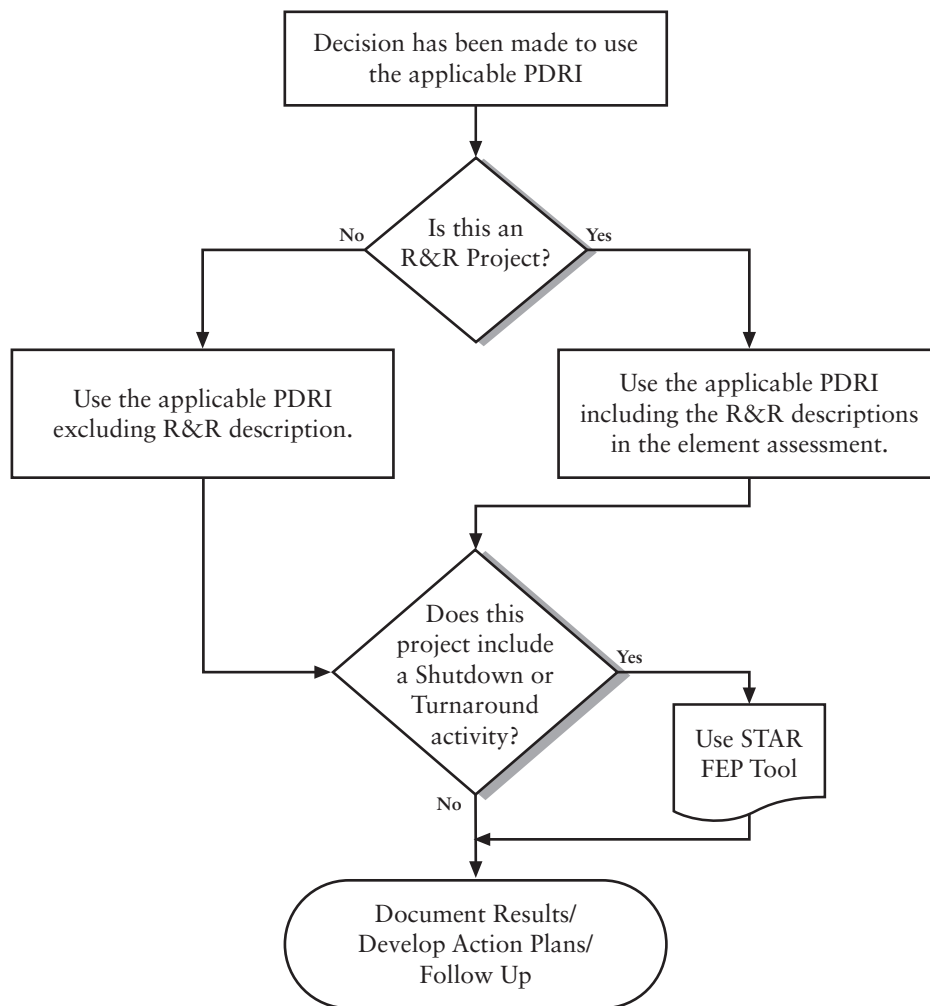 Decision has been made to use
the applicable PDRI
Is this an
R&R Project?
No
Yes
Use the applicable PDRI
excluding R&R description.
Use the applicable PDRI
including the R&R descriptions
in the element assessment.
Does this
project include
a Shutdown or
Turnaround
activity?
Yes
No
Use STAR
FEP Tool
Document Results/
Develop Action Plans/
Follow Up